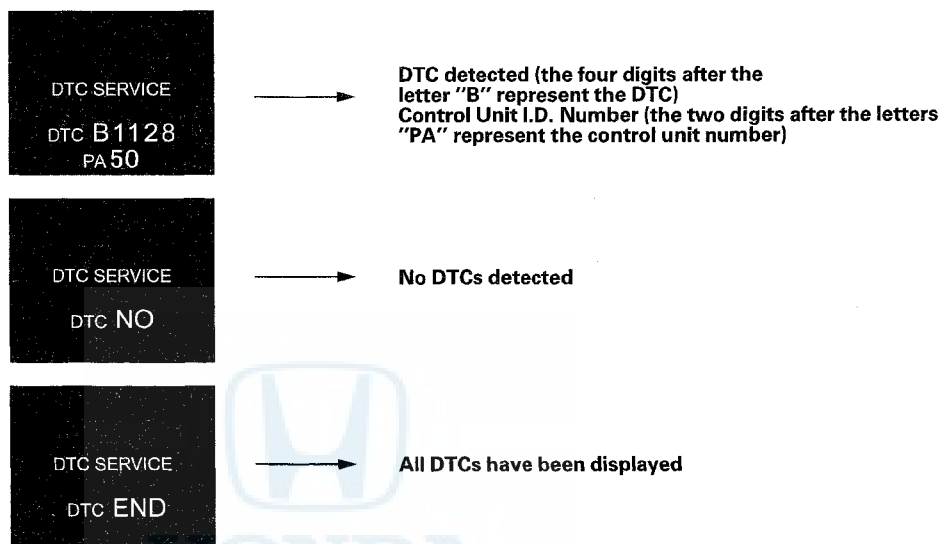 DTC SERVICE
DTC B1128
PA 50
DTC detected (the four digits after the
letter "B" represent the DTC)
Control Unit I.D. Number (the two digits after the letters
"PA" represent the control unit number)
DTC SERVICE
DTC NO
No DTCs detected
DTC SERVICE
DTC END
All DTCs have been displayed